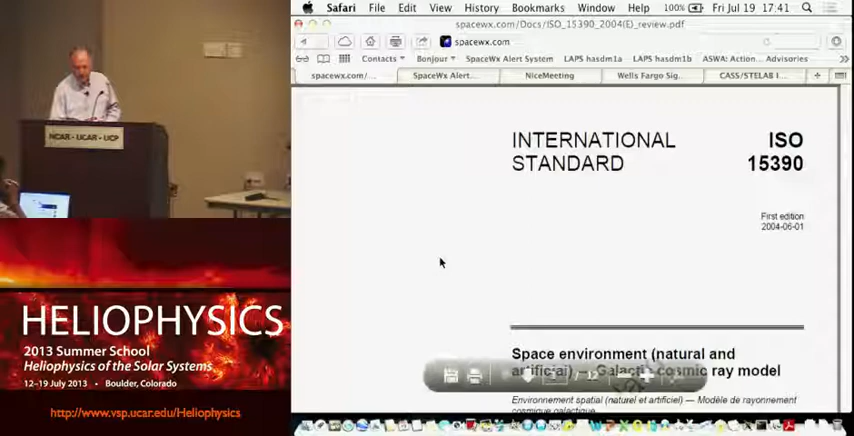 Safari File Edit View History Bookmarks Window Help 100% Fri Jul 19 17:41
spacewx.com/Docs/ISO_15390_2004(E)_review.pdf
spacewx.com
Contacts Bonjour SpaceWx Alert System LAPS hasdm1a LAPS hasdm1b ASWA: Action... Advisories
spacewx.com/... SpaceWx Alert... NiceMeeting Wells Fargo Sig... CASS/STELAB I...
INTERNATIONAL
STANDARD
ISO
15390
First edition
2004-06-01
Space environment (natural and
artificial) — Galactic cosmic ray model
Environnement spatial (naturel et artificiel) — Modèle de rayonnement
cosmique galactique
NCAR - UCAR - UCP
HELIOPHYSICS
2013 Summer School
Heliophysics of the Solar Systems
12–19 July 2013 • Boulder, Colorado
http://www.vsp.ucar.edu/Heliophysics